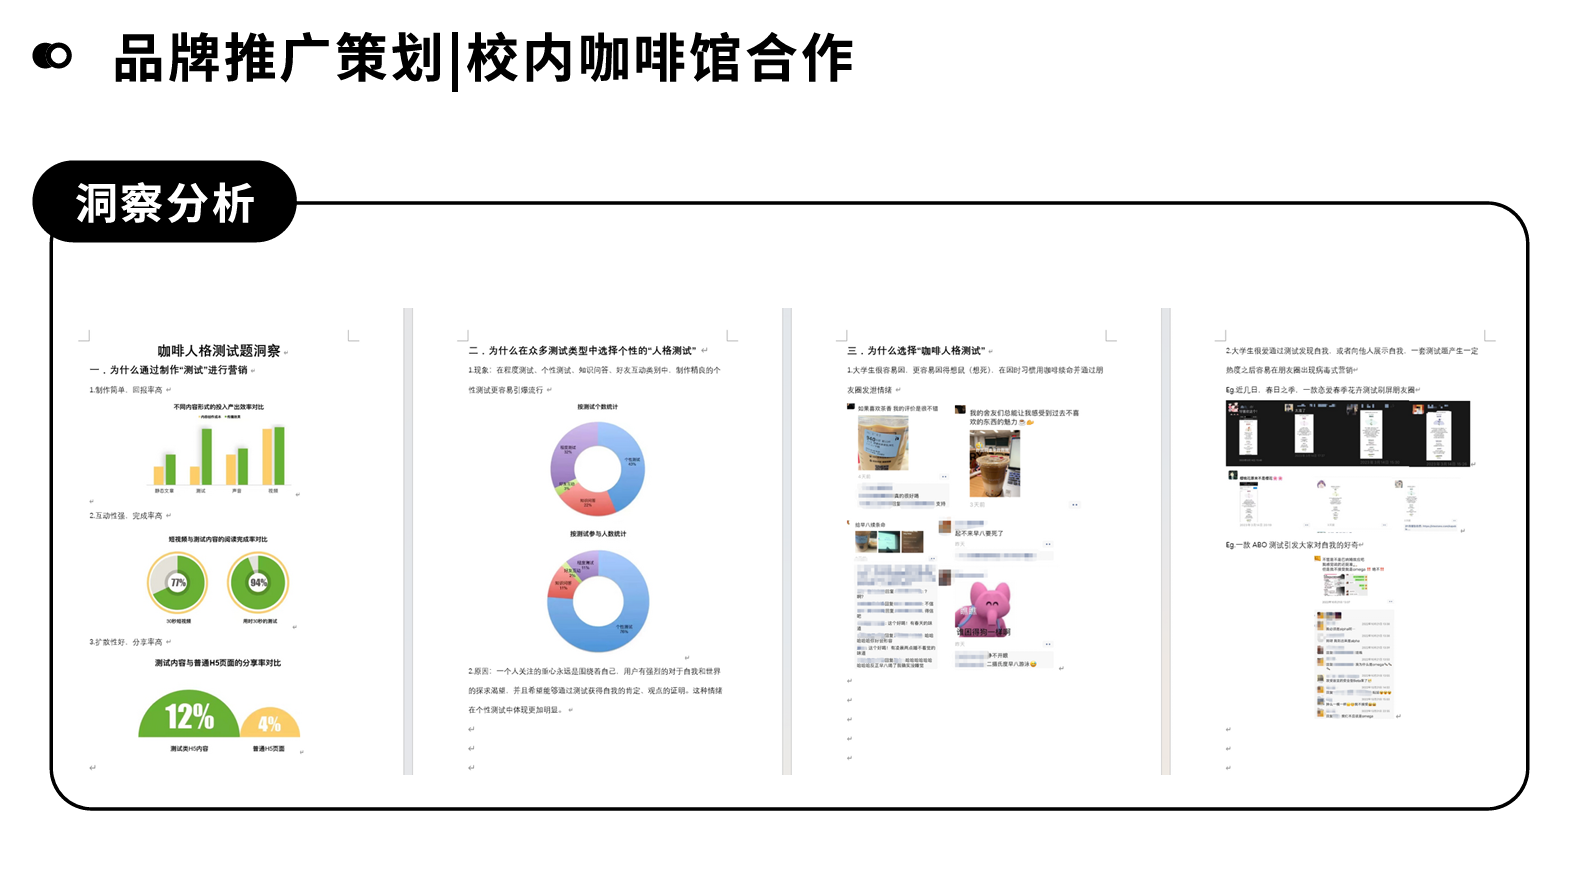 品牌推广策划|校内咖啡馆合作
洞察分析
咖啡人格测试题洞察
一．为什么通过制作“测试”进行营销
1.制作简单，回报率高
不同内容形式的投入产出效率对比
静态文章 测试 声音 视频
2.互动性强，完成率高
短视频与测试内容的阅读完成率对比
77% 94%
30秒短视频 用时30秒的测试
3.扩散性好，分享率高
测试内容与普通H5页面的分享率对比
12% 4%
测试类H5内容 普通H5页面
二．为什么在众多测试类型中选择个性的“人格测试”
1.现象：在程度测试、个性测试、知识问答、好友互动类别中，制作精良的个
性测试更容易引爆流行
按测试个数统计
按测试参与人数统计
2.原因：一个人关注的重心永远是围绕着自己，用户有强烈的对于自我和世界
的探求渴望，并且希望能够通过测试获得自我的肯定、观点的证明。这种情绪
在个性测试中体现更加明显。
三．为什么选择“咖啡人格测试”
1.大学生很容易困，更容易困得想鼠（想死），在困时习惯用咖啡续命并通过朋
友圈发泄情绪
如果喜欢茶香 我的评价是很不错
我的舍友们总能让我感受到过去不喜
欢的东西的魅力
给早八续条命
起不来早八要死了
谁困得狗一样啊
2.大学生很爱通过测试发现自我，或者向他人展示自我，一套测试题产生一定
热度之后容易在朋友圈出现病毒式营销
Eg.近几日，春日之季，一款恋爱春季花卉测试刷屏朋友圈
Eg.一款 ABO 测试引发大家对自我的好奇